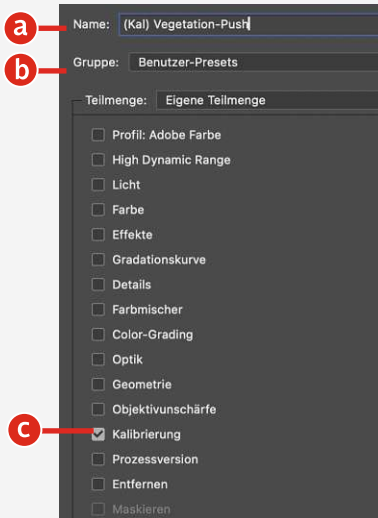 a Name: (Kal) Vegetation-Push
b Gruppe: Benutzer-Presets
Teilmenge: Eigene Teilmenge
Profil: Adobe Farbe
High Dynamic Range
Licht
Farbe
Effekte
Gradationskurve
Details
Farbmischer
Color-Grading
Optik
Geometrie
Objektivunschärfe
c Kalibrierung
Prozessversion
Entfernen
Maskieren